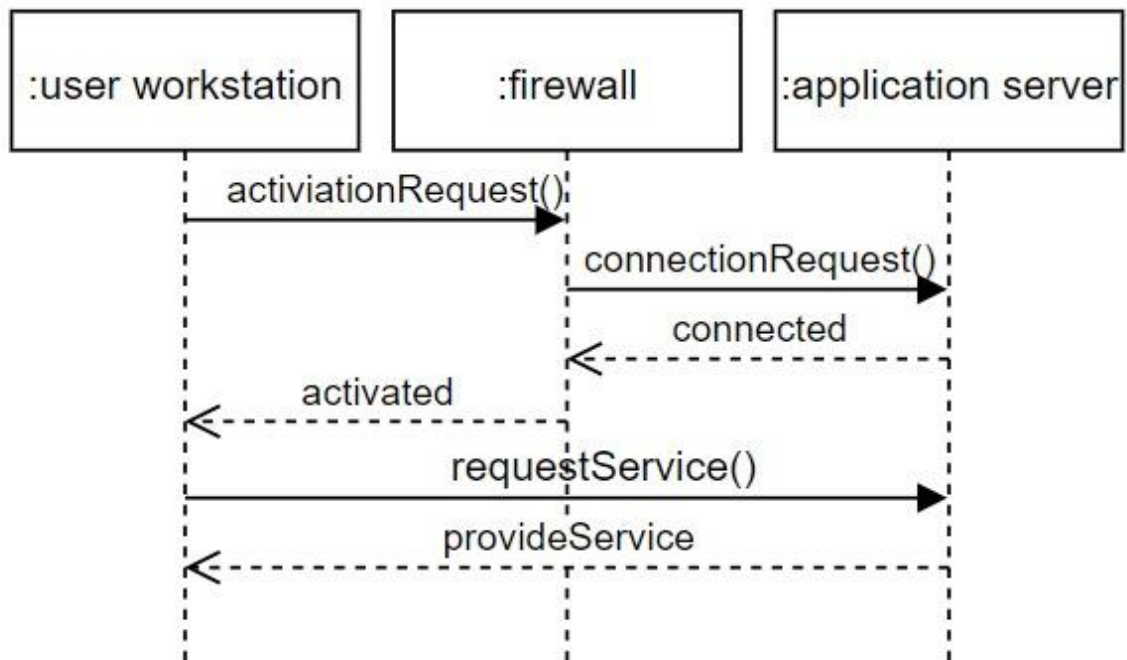 :user workstation
:firewall
:application server
activiationRequest()
connectionRequest()
connected
activated
requestService()
provideService